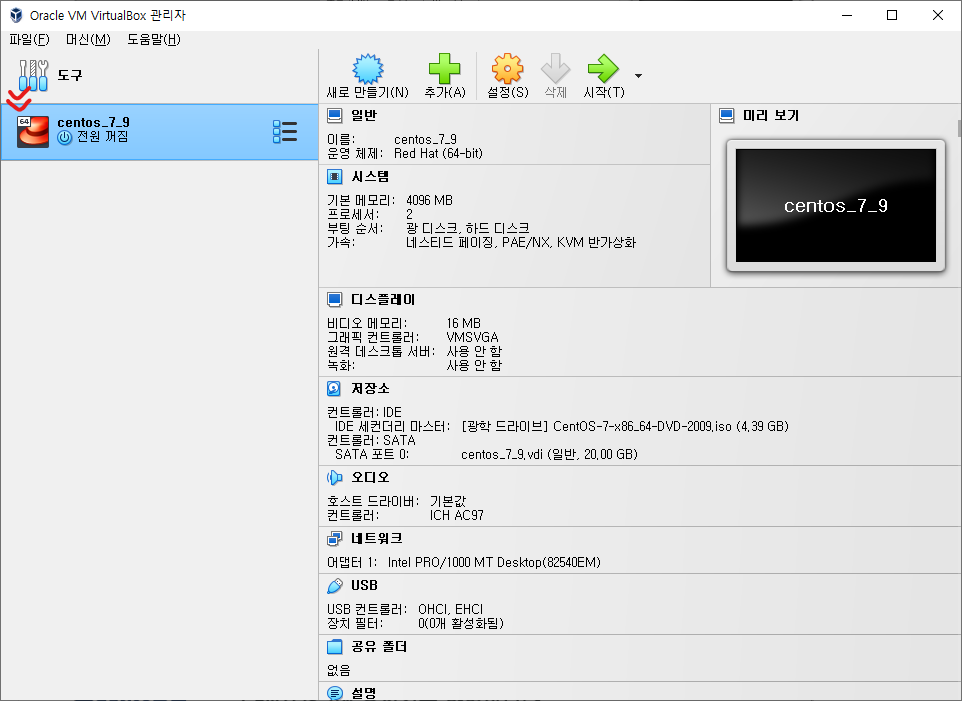 Oracle VM VirtualBox 관리자
파일(F) 머신(M) 도움말(H)
도구
새로 만들기(N) 추가(A) 설정(S) 삭제 시작(T)
64
centos_7_9
전원 꺼짐
일반
이름: centos_7_9
운영 체제: Red Hat (64-bit)
미리 보기
centos_7_9
시스템
기본 메모리: 4096 MB
프로세서: 2
부팅 순서: 광 디스크, 하드 디스크
가속: 네스티드 페이징, PAE/NX, KVM 반가상화
디스플레이
비디오 메모리: 16 MB
그래픽 컨트롤러: VMSVGA
원격 데스크톱 서버: 사용 안 함
녹화: 사용 안 함
저장소
컨트롤러: IDE
IDE 세컨더리 마스터: [광학 드라이브] CentOS-7-x86_64-DVD-2009.iso (4.39 GB)
컨트롤러: SATA
SATA 포트 0: centos_7_9.vdi (일반, 20.00 GB)
오디오
호스트 드라이버: 기본값
컨트롤러: ICH AC97
네트워크
어댑터 1: Intel PRO/1000 MT Desktop(82540EM)
USB
USB 컨트롤러: OHCI, EHCI
장치 필터: 0(0개 활성화됨)
공유 폴더
없음
설명